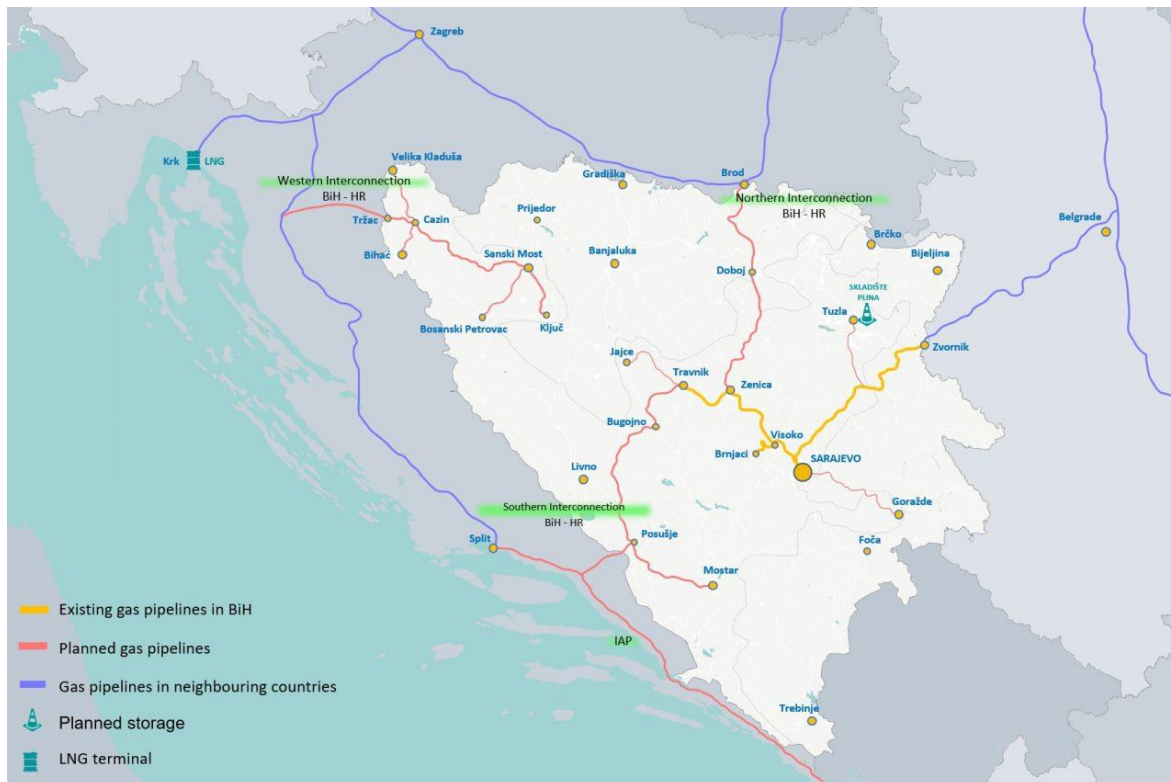 Zagreb
Krk
LNG
Velika Kladuša
Western Interconnection
BiH - HR
Gradiška
Brod
Northern Interconnection
BiH - HR
Tržac
Cazin
Prijedor
Belgrade
Brčko
Bihać
Sanski Most
Banjaluka
Doboj
Bijeljina
SKLADIŠTE
PLINA
Tuzla
Bosanski Petrovac
Ključ
Zvornik
Jajce
Travnik
Zenica
Bugojno
Visoko
Brnjaci
SARAJEVO
Livno
Southern Interconnection
BiH - HR
Goražde
Split
Posušje
Foča
Mostar
IAP
Trebinje
Existing gas pipelines in BiH
Planned gas pipelines
Gas pipelines in neighbouring countries
Planned storage
LNG terminal